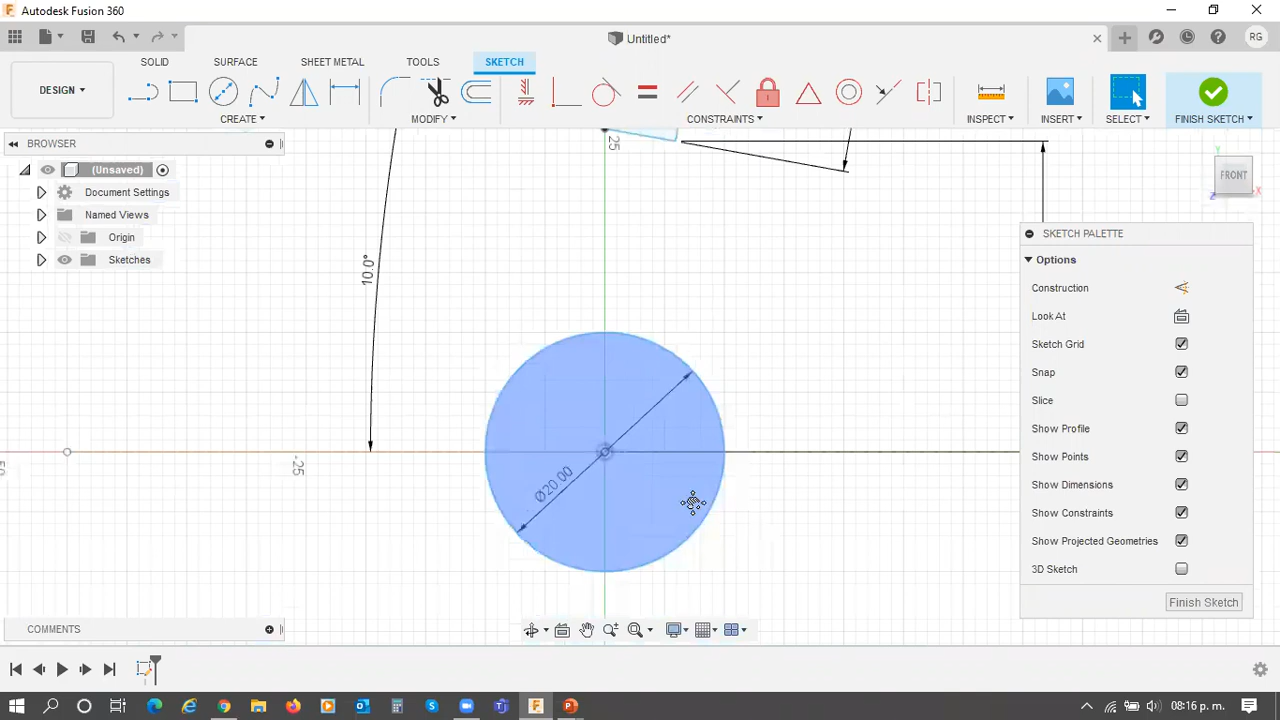 Autodesk Fusion 360
Untitled*
RG
DESIGN
SOLID
SURFACE
SHEET METAL
TOOLS
SKETCH
CREATE
MODIFY
CONSTRAINTS
INSPECT
INSERT
SELECT
FINISH SKETCH
BROWSER
(Unsaved)
Document Settings
Named Views
Origin
Sketches
25
Y
FRONT
X
Z
10.0°
SKETCH PALETTE
Options
Construction
Look At
Sketch Grid
Snap
Slice
Show Profile
Show Points
Show Dimensions
Show Constraints
Show Projected Geometries
3D Sketch
Finish Sketch
-25
Ø20.00
COMMENTS
08:16 p. m.